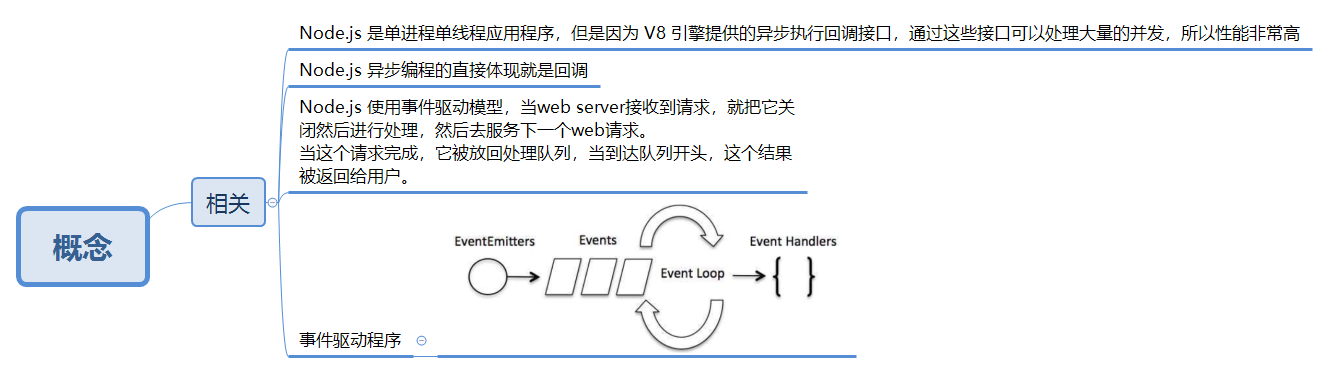 Node.js 是单进程单线程应用程序，但是因为 V8 引擎提供的异步执行回调接口，通过这些接口可以处理大量的并发，所以性能非常高
Node.js 异步编程的直接体现就是回调
Node.js 使用事件驱动模型，当web server接收到请求，就把它关
闭然后进行处理，然后去服务下一个web请求。
当这个请求完成，它被放回处理队列，当到达队列开头，这个结果
被返回给用户。
相关
概念
EventEmitters
Events
Event Handlers
Event Loop
{ }
事件驱动程序